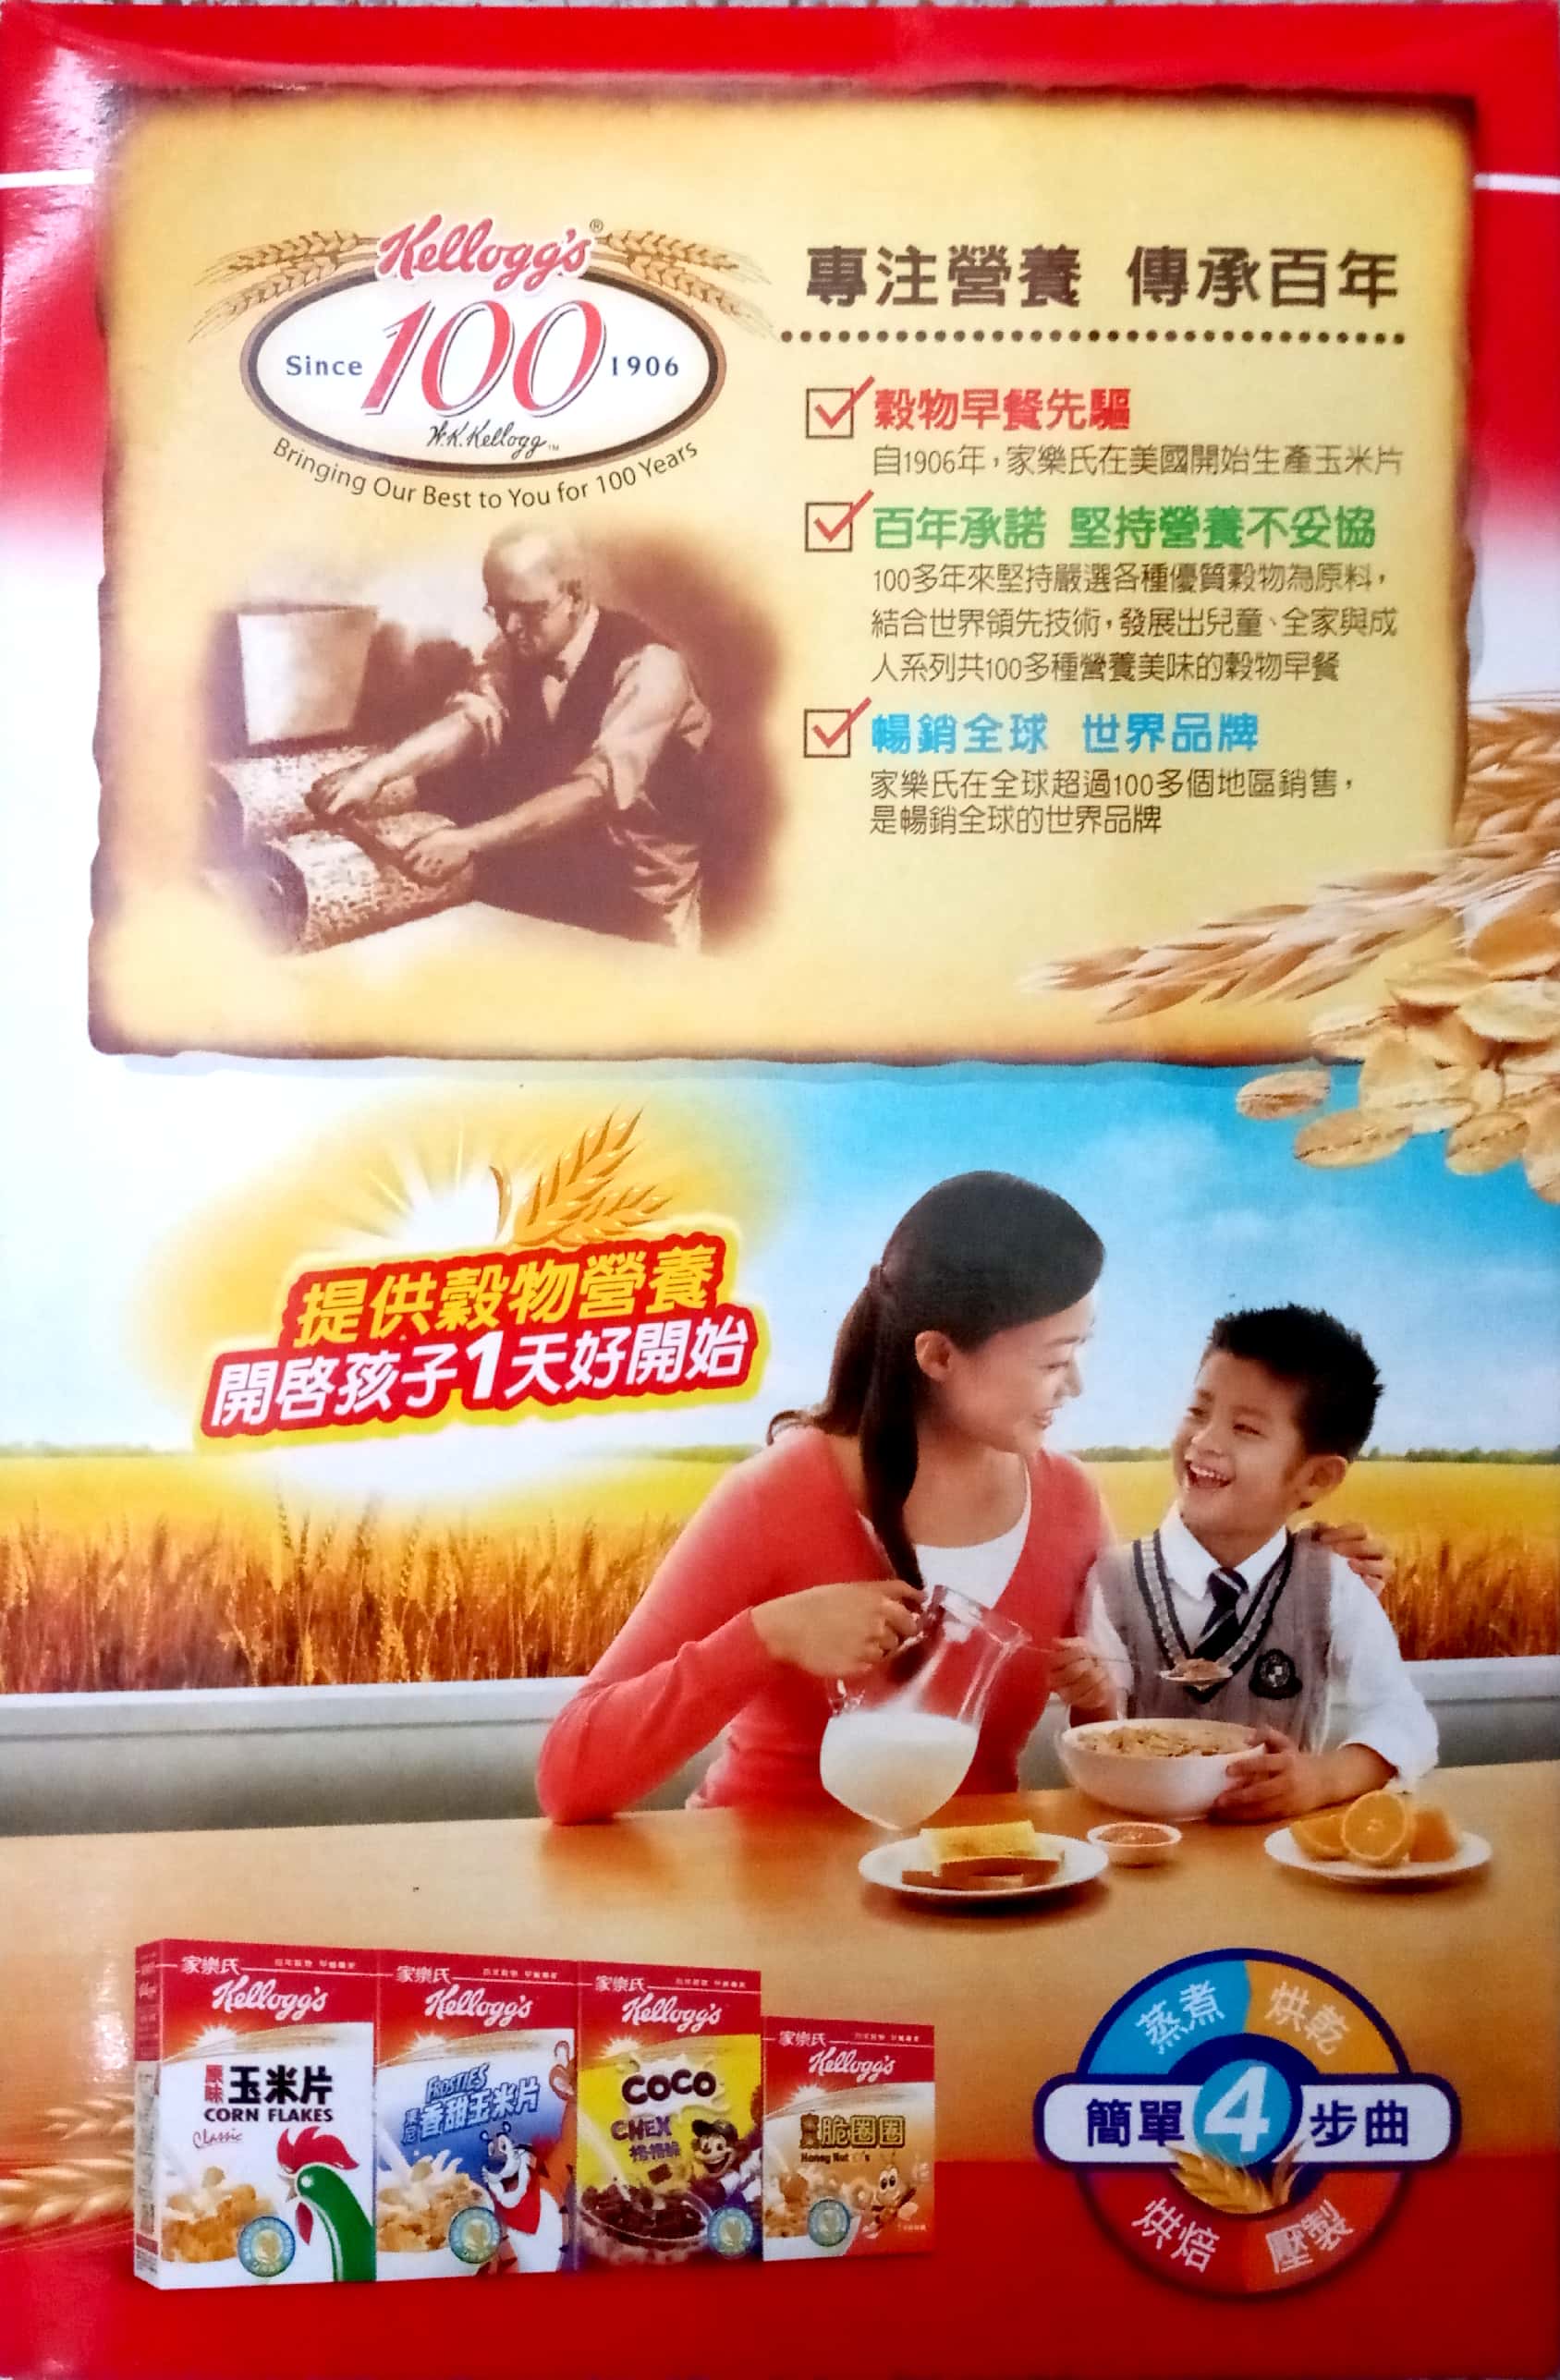 Kellogg's®
Since 100 1906
W.K.Kellogg™
Bringing Our Best to You for 100 Years
專注營養 傳承百年
穀物早餐先驅
自1906年，家樂氏在美國開始生產玉米片
百年承諾 堅持營養不妥協
100多年來堅持嚴選各種優質穀物為原料，
結合世界領先技術，發展出兒童、全家與成
人系列共100多種營養美味的穀物早餐
暢銷全球 世界品牌
家樂氏在全球超過100多個地區銷售，
是暢銷全球的世界品牌
提供穀物營養
開啓孩子1天好開始
家樂氏
Kellogg's
原味 玉米片
CORN FLAKES
Classic
家樂氏
Kellogg's
FROSTIES
香甜玉米片
家樂氏
Kellogg's
COCO
CHEX
家樂氏
Kellogg's
脆圈圈
Honey Nut
蒸煮 烘乾
簡單4步曲
烘焙 壓製